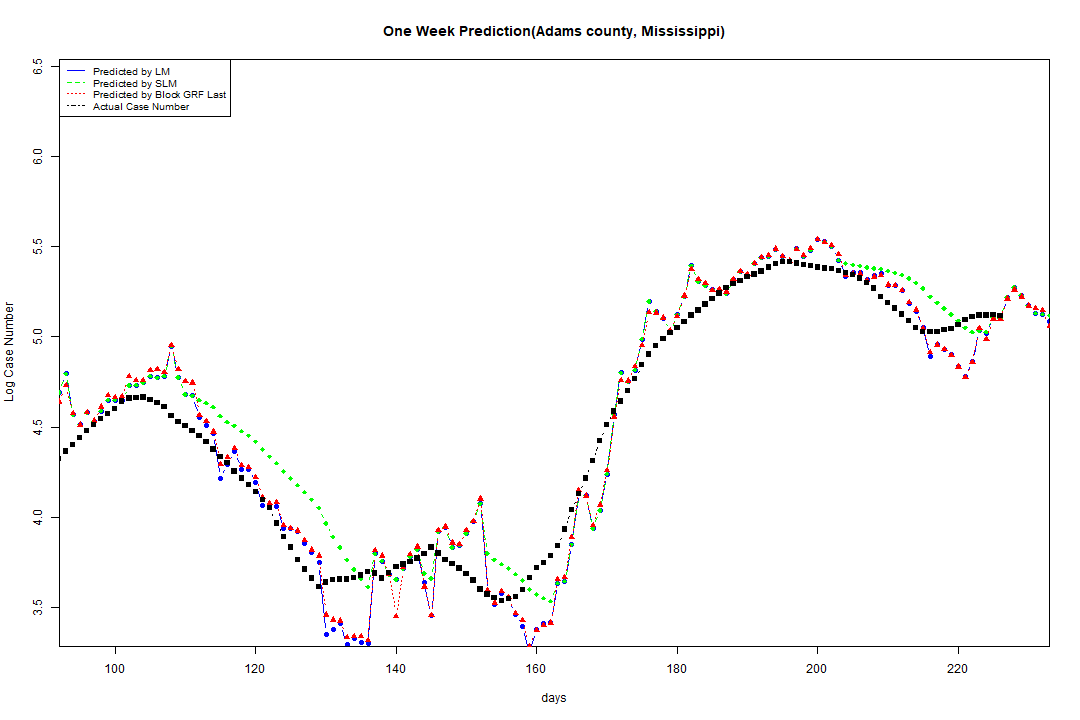 One Week Prediction(Adams county, Mississippi)
Predicted by LM
Predicted by SLM
Predicted by Block GRF Last
Actual Case Number
6.5
6.0
5.5
5.0
4.5
4.0
3.5
Log Case Number
100 120 140 160 180 200 220
days